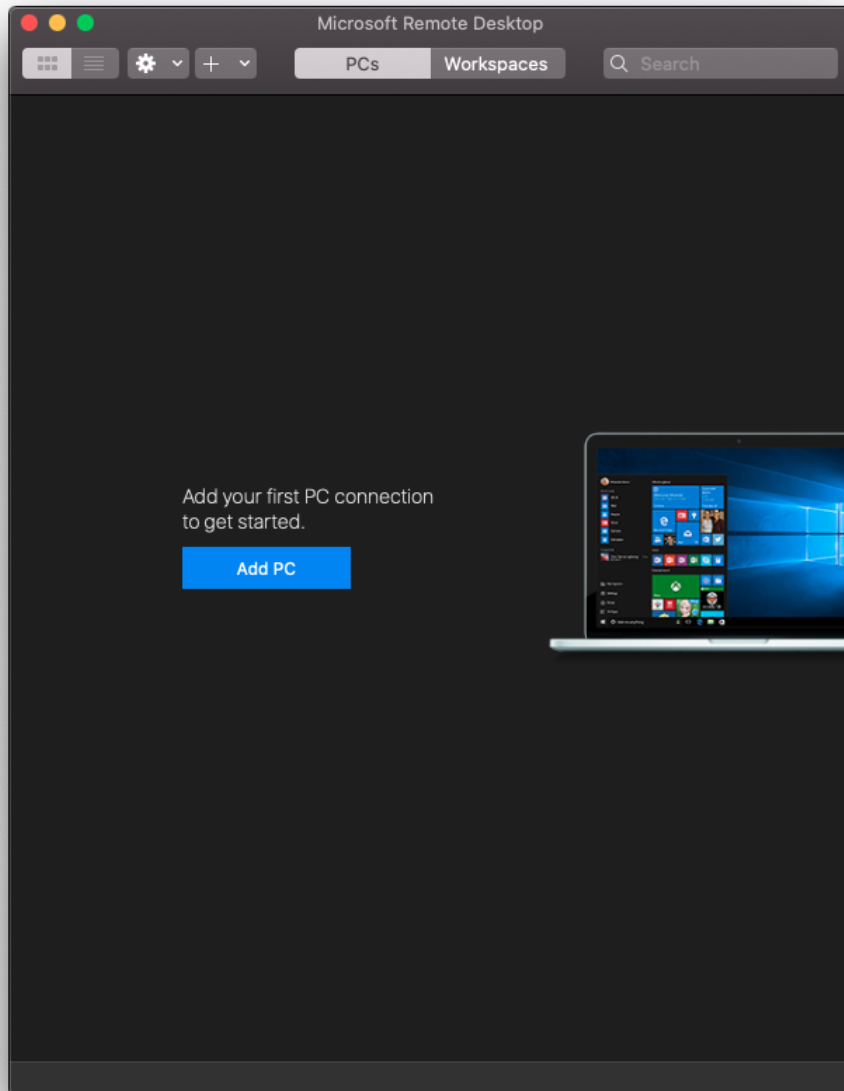 Microsoft Remote Desktop
PCs
Workspaces
Search
Add your first PC connection
to get started.
Add PC